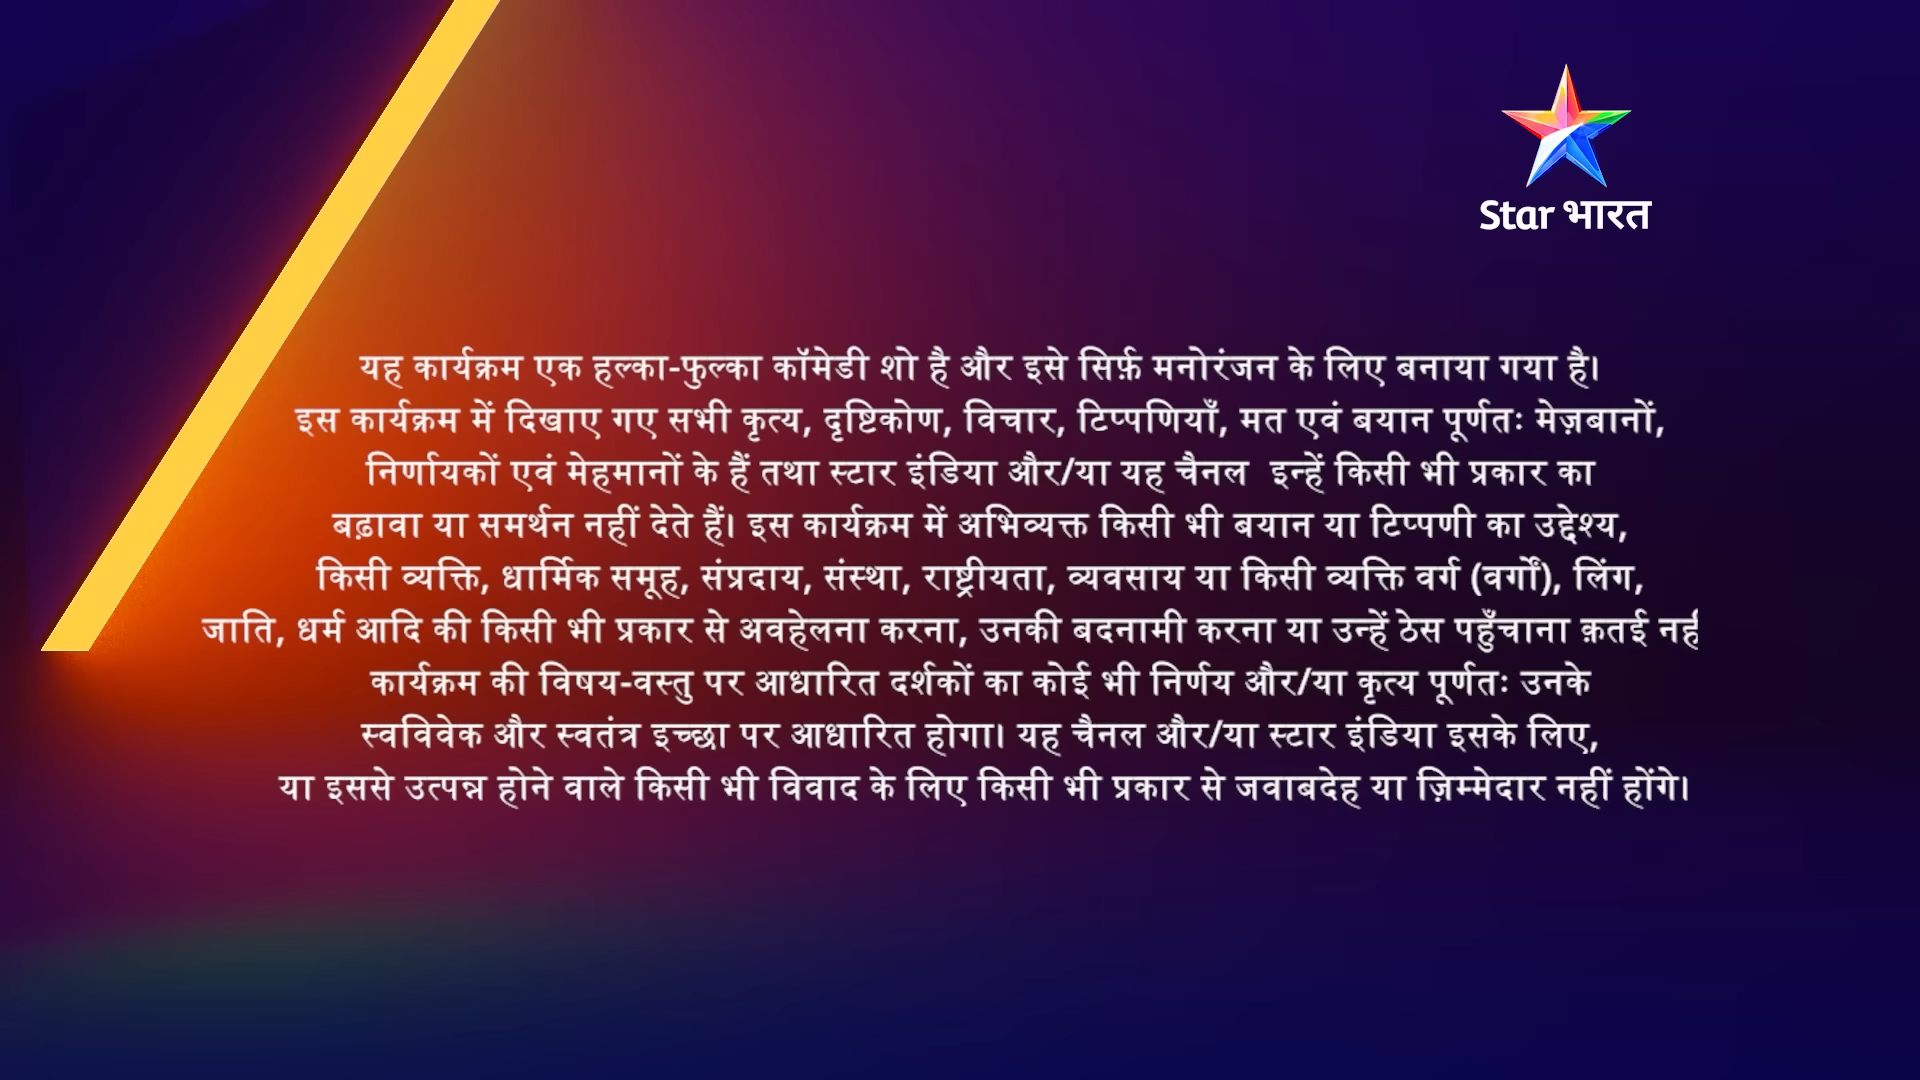 Star भारत
यह कार्यक्रम एक हल्का-फुल्का कॉमेडी शो है और इसे सिर्फ़ मनोरंजन के लिए बनाया गया है।
इस कार्यक्रम में दिखाए गए सभी कृत्य, दृष्टिकोण, विचार, टिप्पणियाँ, मत एवं बयान पूर्णतः मेज़बानों,
निर्णायकों एवं मेहमानों के हैं तथा स्टार इंडिया और/या यह चैनल इन्हें किसी भी प्रकार का
बढ़ावा या समर्थन नहीं देते हैं। इस कार्यक्रम में अभिव्यक्त किसी भी बयान या टिप्पणी का उद्देश्य,
किसी व्यक्ति, धार्मिक समूह, संप्रदाय, संस्था, राष्ट्रीयता, व्यवसाय या किसी व्यक्ति वर्ग (वर्गों), लिंग,
जाति, धर्म आदि की किसी भी प्रकार से अवहेलना करना, उनकी बदनामी करना या उन्हें ठेस पहुँचाना क़तई
कार्यक्रम की विषय-वस्तु पर आधारित दर्शकों का कोई भी निर्णय और/या कृत्य पूर्णतः उनके
स्वविवेक और स्वतंत्र इच्छा पर आधारित होगा। यह चैनल और/या स्टार इंडिया इसके लिए,
या इससे उत्पन्न होने वाले किसी भी विवाद के लिए किसी भी प्रकार से जवाबदेह या ज़िम्मेदार नहीं होंगे।